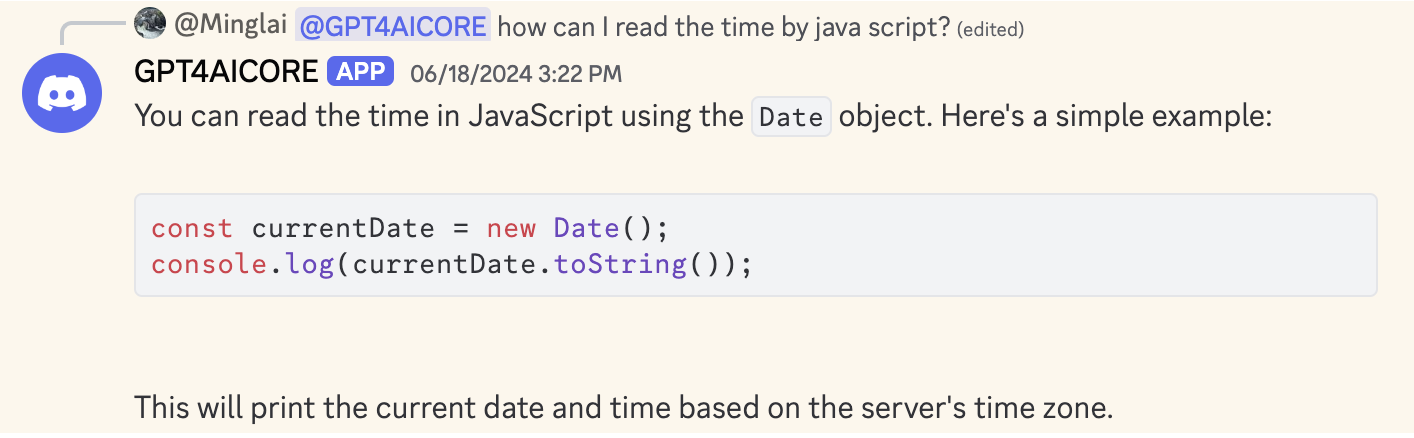 @Minglai @GPT4AICORE how can I read the time by java script? (edited)
GPT4AICORE APP 06/18/2024 3:22 PM
You can read the time in JavaScript using the Date object. Here's a simple example:
const currentDate = new Date();
console.log(currentDate.toString());
This will print the current date and time based on the server's time zone.